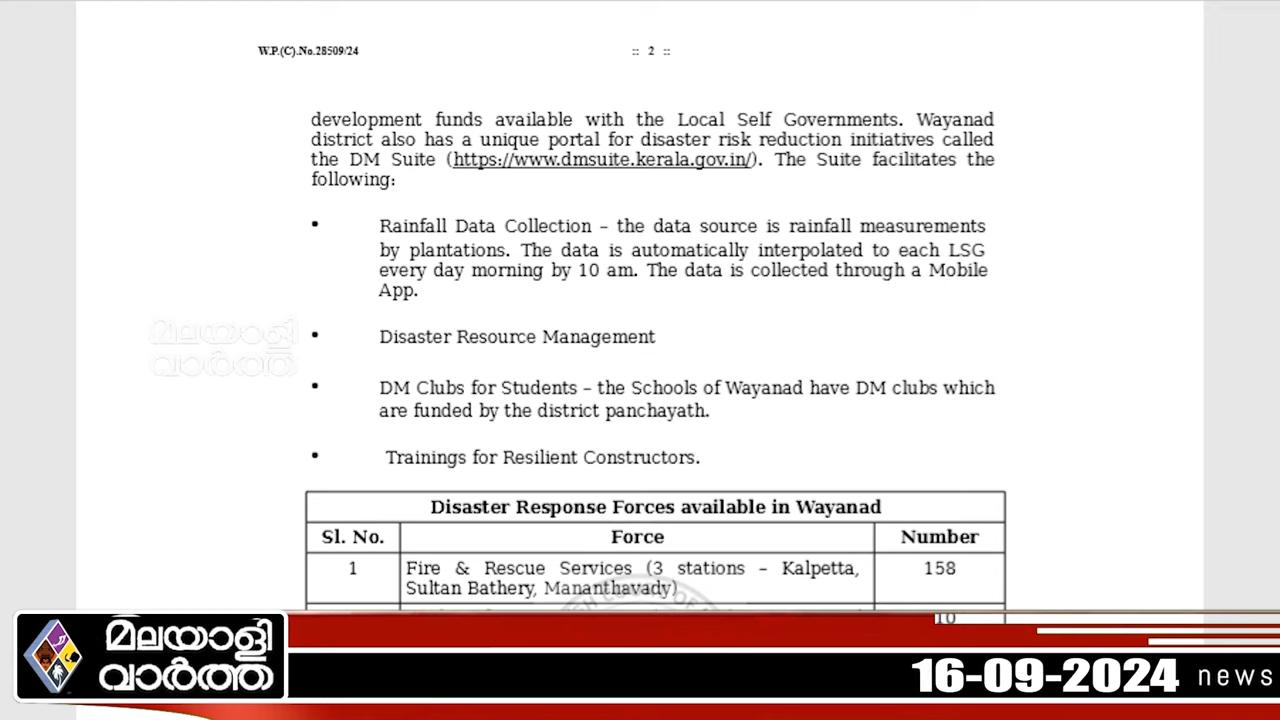 W.P.(C).No.28509/24
:: 2 ::
development funds available with the Local Self Governments. Wayanad
district also has a unique portal for disaster risk reduction initiatives called
the DM Suite (https://www.dmsuite.kerala.gov.in/). The Suite facilitates the
following:
• Rainfall Data Collection – the data source is rainfall measurements
by plantations. The data is automatically interpolated to each LSG
every day morning by 10 am. The data is collected through a Mobile
App.
മലയാളി
വാർത്ത
• Disaster Resource Management
• DM Clubs for Students – the Schools of Wayanad have DM clubs which
are funded by the district panchayath.
• Trainings for Resilient Constructors.
Disaster Response Forces available in Wayanad
Sl. No. Force Number
1 Fire & Rescue Services (3 stations – Kalpetta, 158
Sultan Bathery, Mananthavady)
10
മലയാളി
വാർത്ത
16-09-2024 news